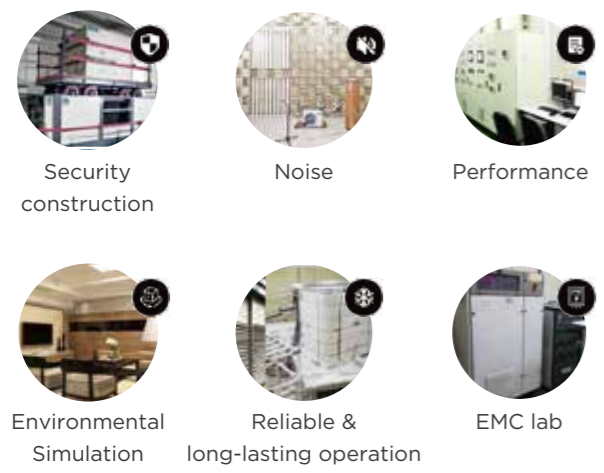 Security
construction
Noise
Performance
Environmental
Simulation
Reliable &
long-lasting operation
EMC lab